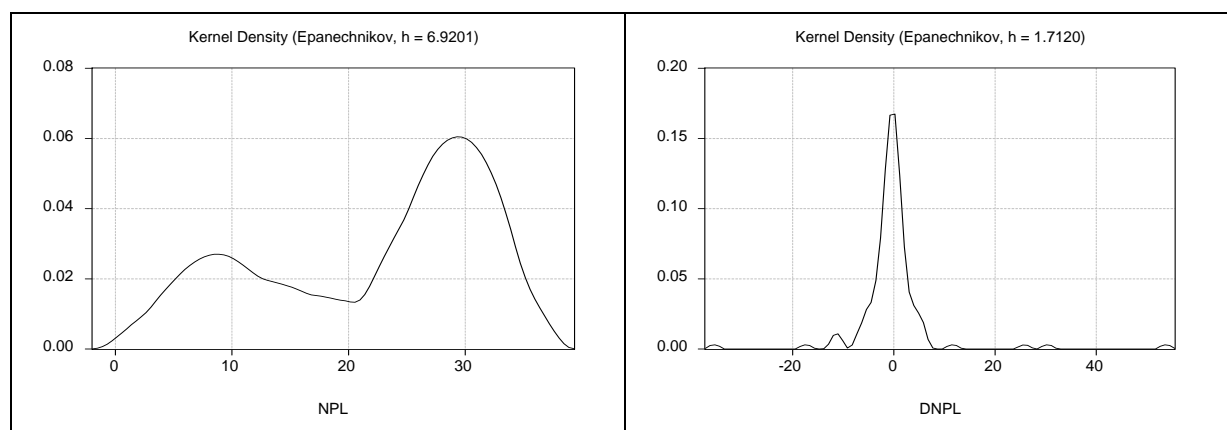 Kernel Density (Epanechnikov, h = 6.9201)
0.08
0.06
0.04
0.02
0.00
0 10 20 30
NPL
Kernel Density (Epanechnikov, h = 1.7120)
0.20
0.15
0.10
0.05
0.00
-20 0 20 40
DNPL